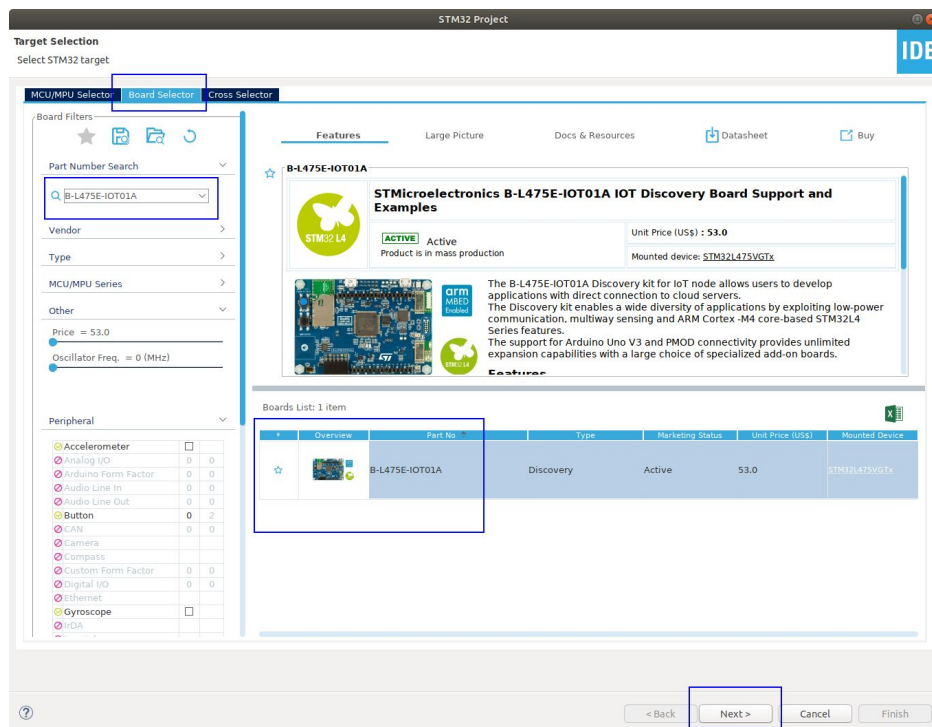 STM32 Project
Target Selection
Select STM32 target
IDE
MCU/MPU Selector Board Selector Cross Selector
Board Filters
Part Number Search
B-L475E-IOT01A
Vendor
Type
MCU/MPU Series
Other
Price = 53.0
Oscillator Freq. = 0 (MHz)
Peripheral
Accelerometer
Analog I/O 0 0
Arduino Form Factor 0 0
Audio Line In 0 0
Audio Line Out 0 0
Button 0 2
CAN 0 0
Camera
Compass
Custom Form Factor 0 0
Digital I/O 0 0
Ethernet
Gyroscope
IrDA
Features Large Picture Docs & Resources Datasheet Buy
B-L475E-IOT01A
STM32 L4
STMicroelectronics B-L475E-IOT01A IOT Discovery Board Support and
Examples
ACTIVE Active
Product is in mass production
Unit Price (US$) : 53.0
Mounted device: STM32L475VGTx
arm
MBED
Enabled
STM32 L4
The B-L475E-IOT01A Discovery kit for IoT node allows users to develop
applications with direct connection to cloud servers.
The Discovery kit enables a wide diversity of applications by exploiting low-power
communication, multiway sensing and ARM Cortex -M4 core-based STM32L4
Series features.
The support for Arduino Uno V3 and PMOD connectivity provides unlimited
expansion capabilities with a large choice of specialized add-on boards.
Features
Boards List: 1 item
* Overview Part No Type Marketing Status Unit Price (US$) Mounted Device
B-L475E-IOT01A Discovery Active 53.0 STM32L475VGTx
< Back Next > Cancel Finish